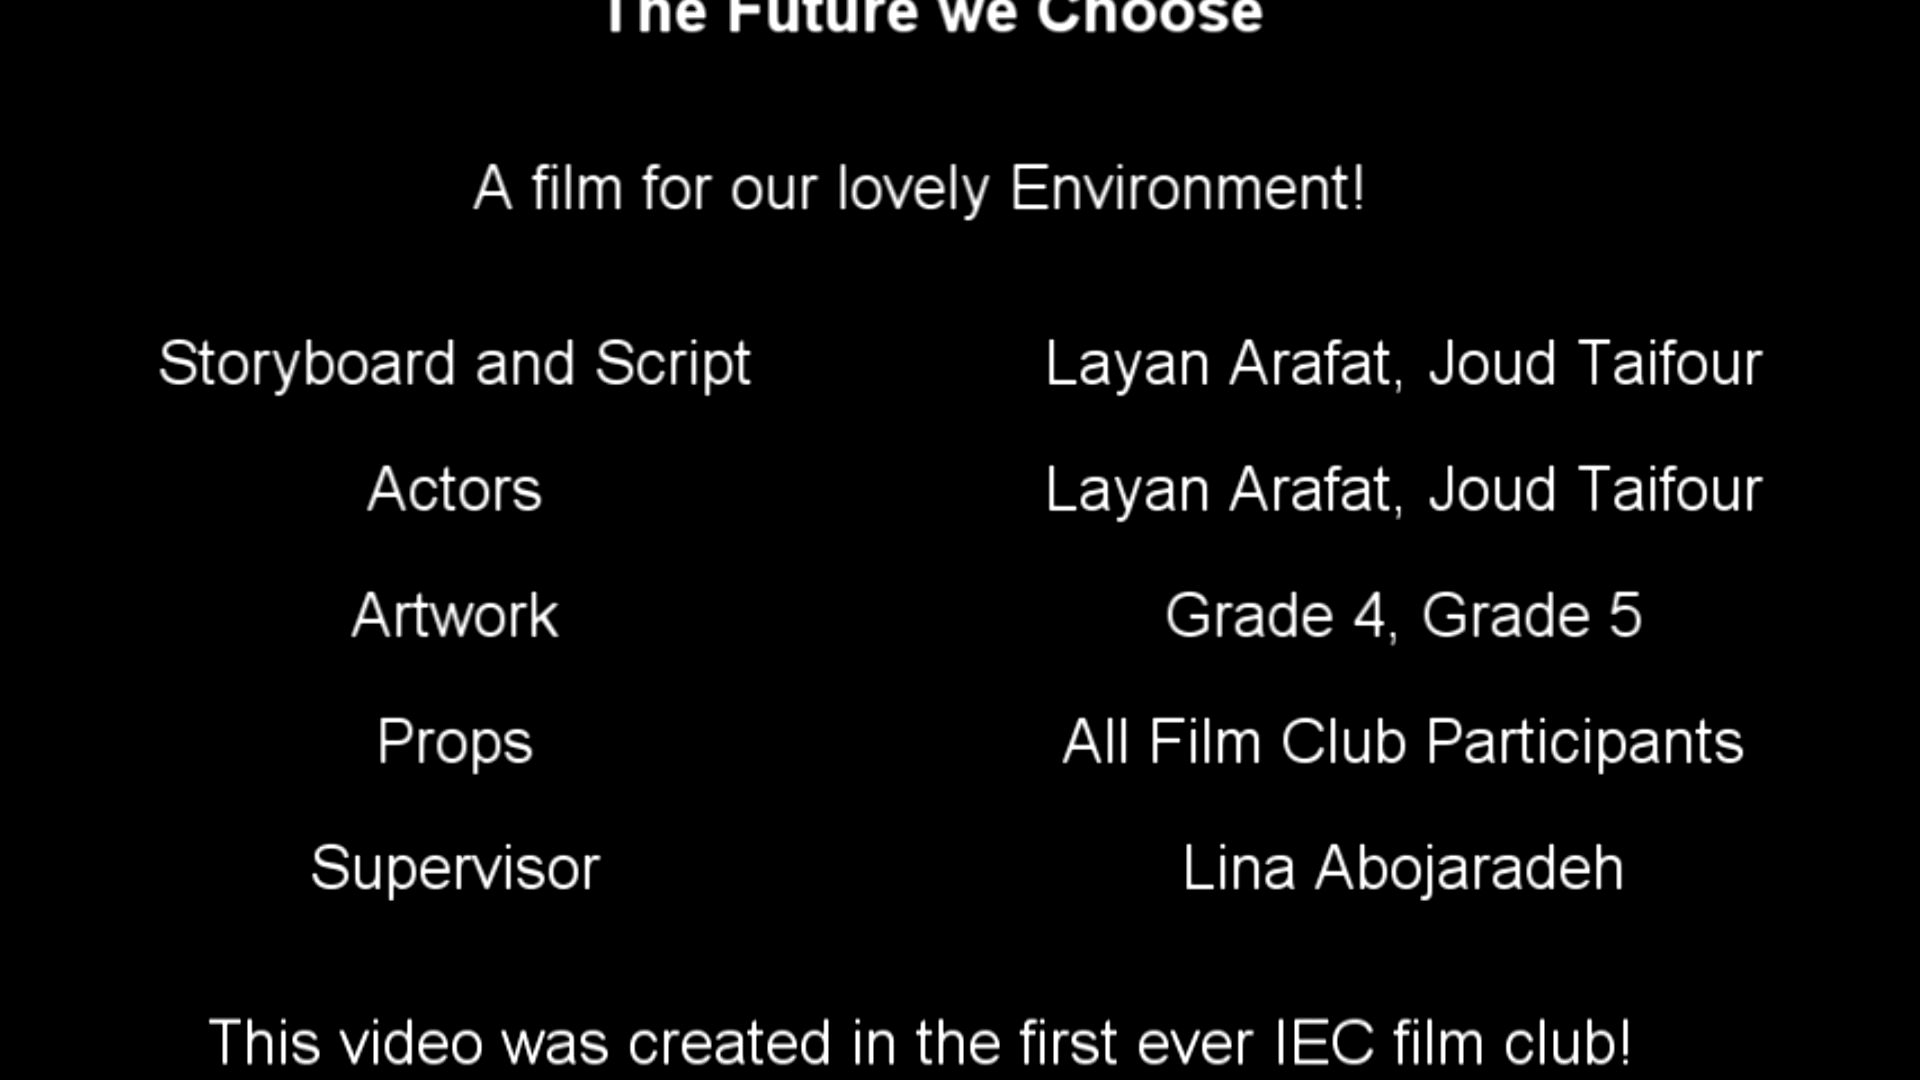 The Future we Choose
A film for our lovely Environment!
Storyboard and Script Layan Arafat, Joud Taifour
Actors Layan Arafat, Joud Taifour
Artwork Grade 4, Grade 5
Props All Film Club Participants
Supervisor Lina Abojaradeh
This video was created in the first ever IEC film club!